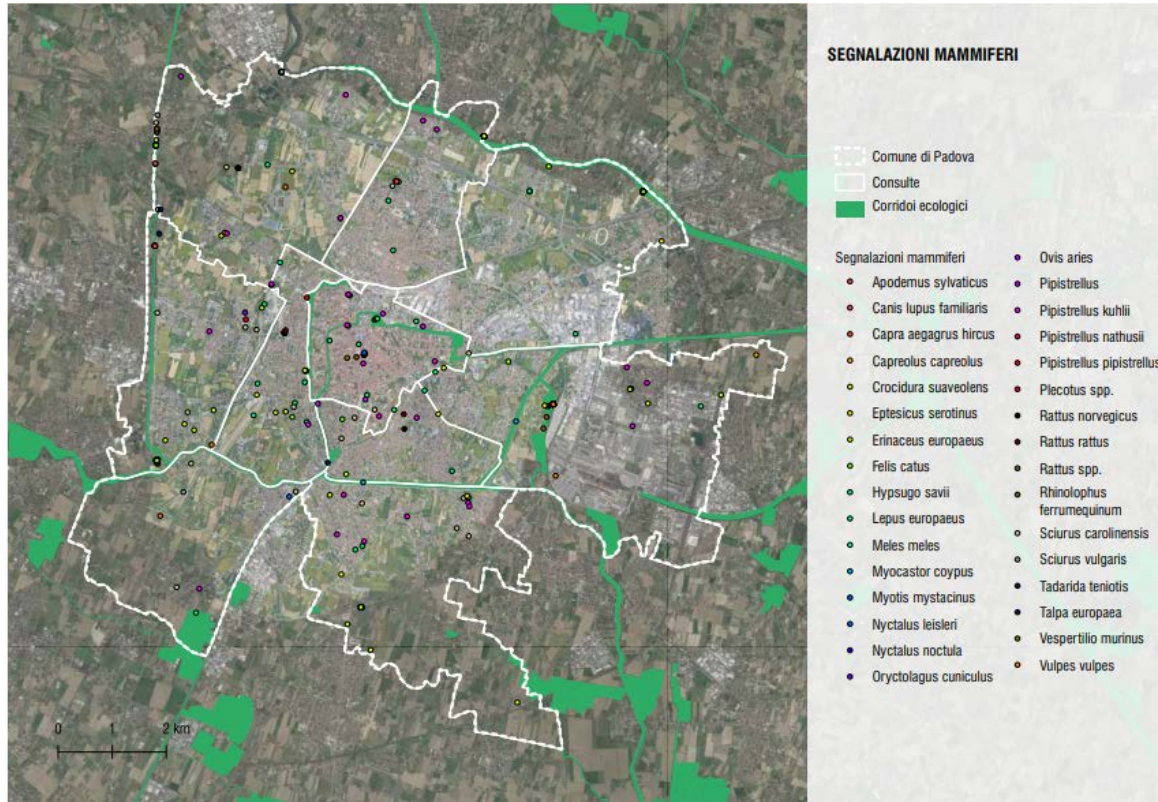 SEGNALAZIONI MAMMIFERI
Comune di Padova
Consulte
Corridoi ecologici
Segnalazioni mammiferi
Apodemus sylvaticus
Canis lupus familiaris
Capra aegagrus hircus
Capreolus capreolus
Crocidura suaveolens
Eptesicus serotinus
Erinaceus europaeus
Felis catus
Hypsugo savii
Lepus europaeus
Meles meles
Myocastor coypus
Myotis mystacinus
Nyctalus leisleri
Nyctalus noctula
Oryctolagus cuniculus
Ovis aries
Pipistrellus
Pipistrellus kuhlii
Pipistrellus nathusii
Pipistrellus pipistrellus
Plecotus spp.
Rattus norvegicus
Rattus rattus
Rattus spp.
Rhinolophus
ferrumequinum
Sciurus carolinensis
Sciurus vulgaris
Tadarida teniotis
Talpa europaea
Vespertilio murinus
Vulpes vulpes
0 1 2 km